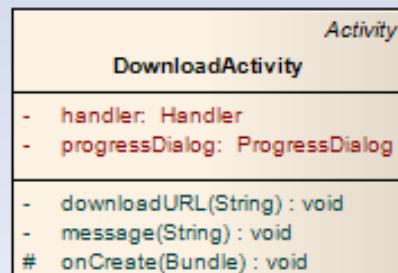 Activity
DownloadActivity
- handler: Handler
- progressDialog: ProgressDialog
- downloadURL(String) : void
- message(String) : void
# onCreate(Bundle) : void